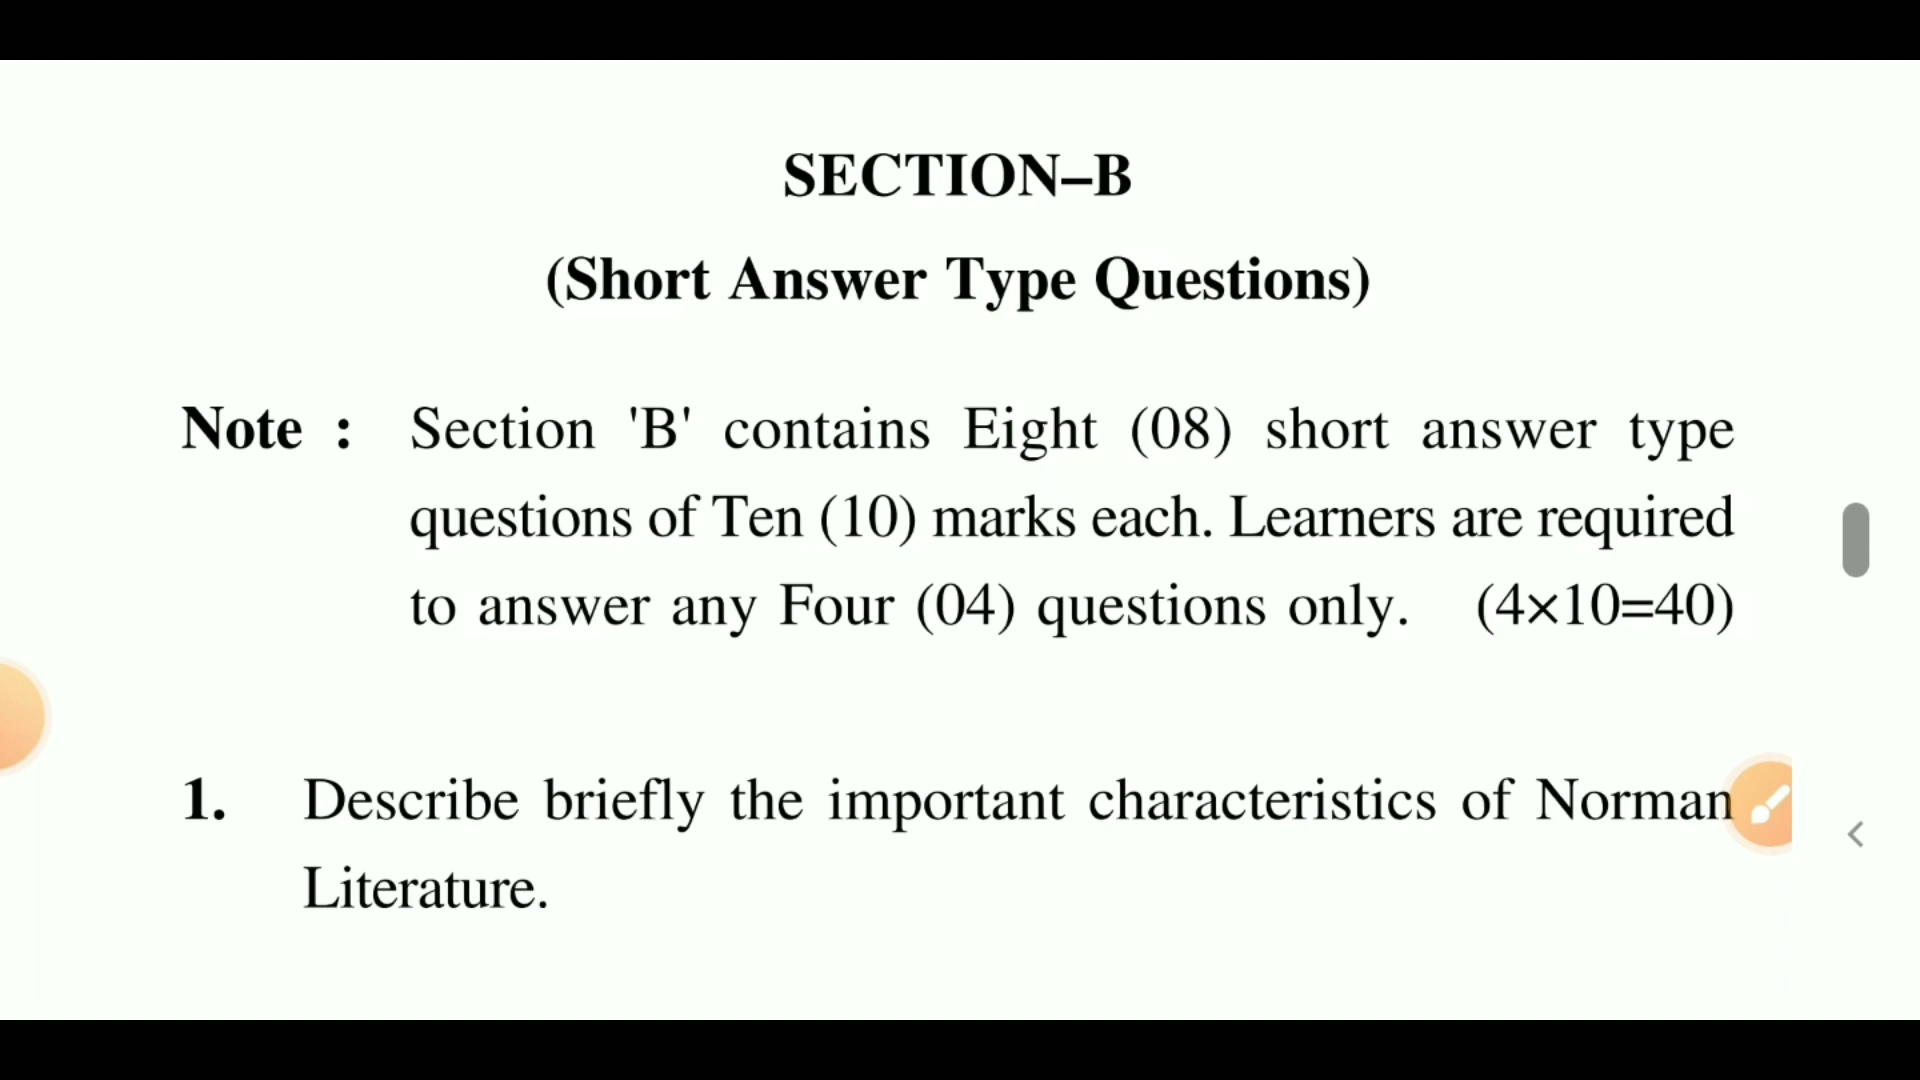 SECTION–B
(Short Answer Type Questions)
Note : Section 'B' contains Eight (08) short answer type
questions of Ten (10) marks each. Learners are required
to answer any Four (04) questions only. (4×10=40)
1. Describe briefly the important characteristics of Norman
Literature.